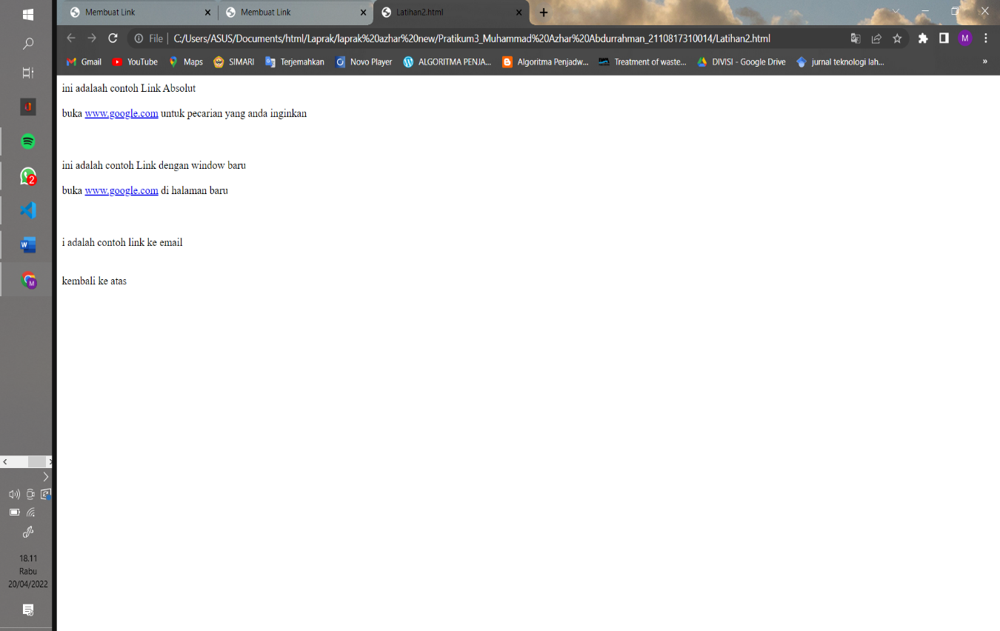 Membuat Link
Membuat Link
Latihan2.html
File
C:/Users/ASUS/Documents/html/Laprak/laprak%20azhar%20new/Pratikum3_Muhammad%20Azhar%20Abdurrahman_2110817310014/Latihan2.html
M
Gmail
YouTube
Maps
SIMARI
Terjemahkan
Novo Player
ALGORITMA PENJA...
Algoritma Penjadw...
Treatment of waste...
DIVISI - Google Drive
jurnal teknologi lah...
»
ini adalaah contoh Link Absolut
buka www.google.com untuk pecarian yang anda inginkan
ini adalah contoh Link dengan window baru
buka www.google.com di halaman baru
i adalah contoh link ke email
kembali ke atas
2
M
18.11
Rabu
20/04/2022